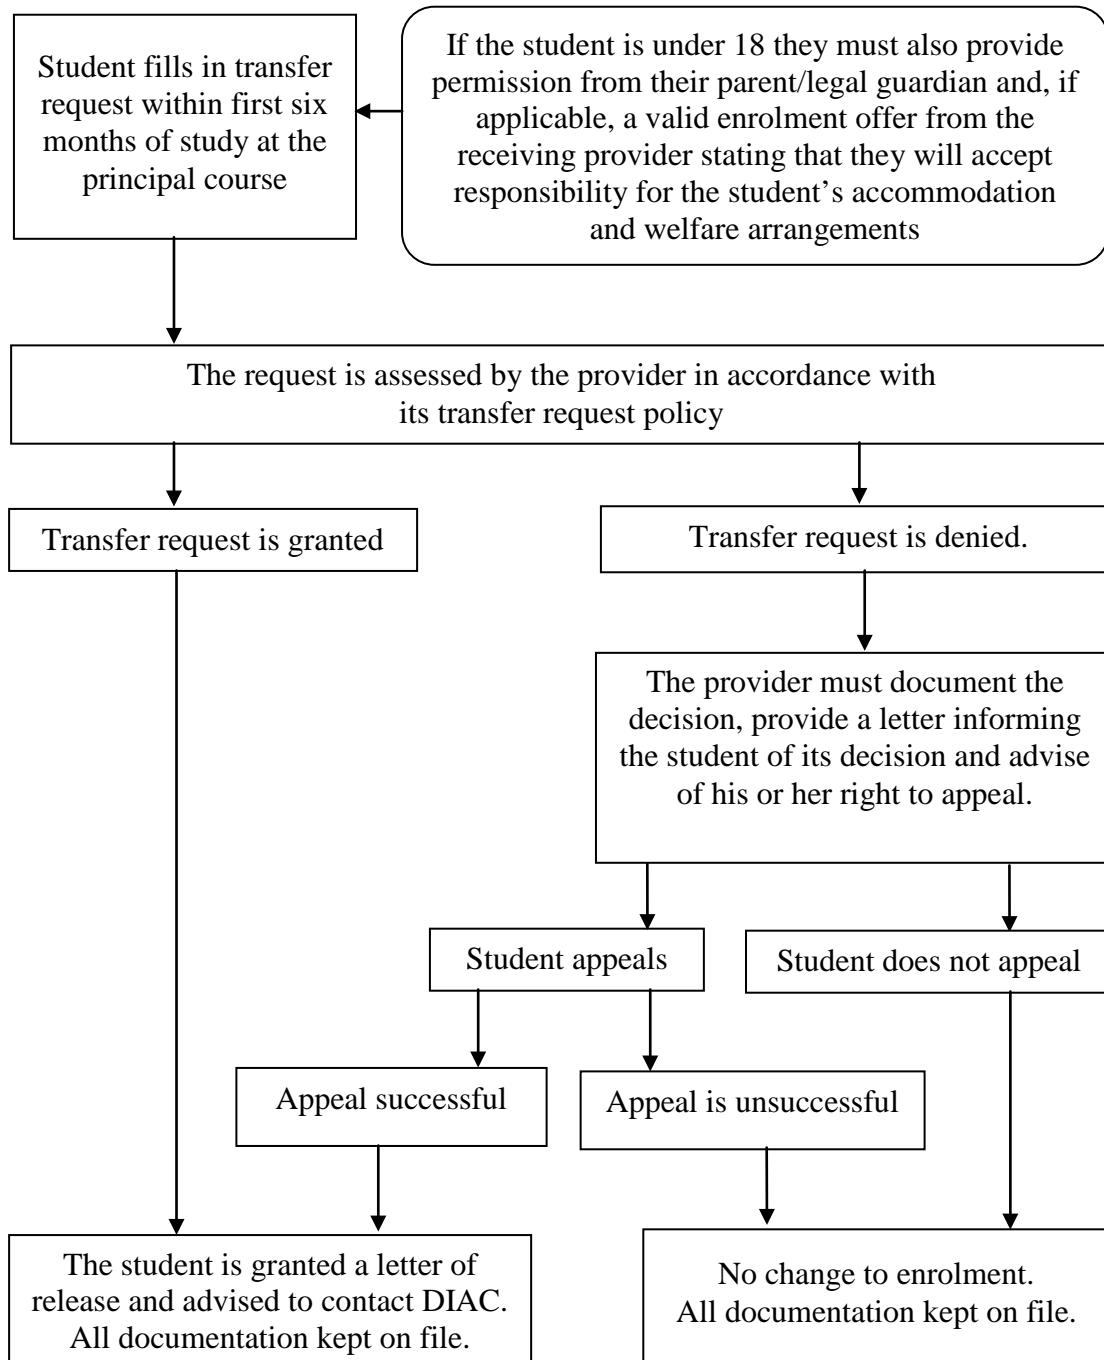 Student fills in transfer
request within first six
months of study at the
principal course
If the student is under 18 they must also provide
permission from their parent/legal guardian and, if
applicable, a valid enrolment offer from the
receiving provider stating that they will accept
responsibility for the student’s accommodation
and welfare arrangements
The request is assessed by the provider in accordance with
its transfer request policy
Transfer request is granted
Transfer request is denied.
The provider must document the
decision, provide a letter informing
the student of its decision and advise
of his or her right to appeal.
Student appeals
Student does not appeal
Appeal successful
Appeal is unsuccessful
The student is granted a letter of
release and advised to contact DIAC.
All documentation kept on file.
No change to enrolment.
All documentation kept on file.